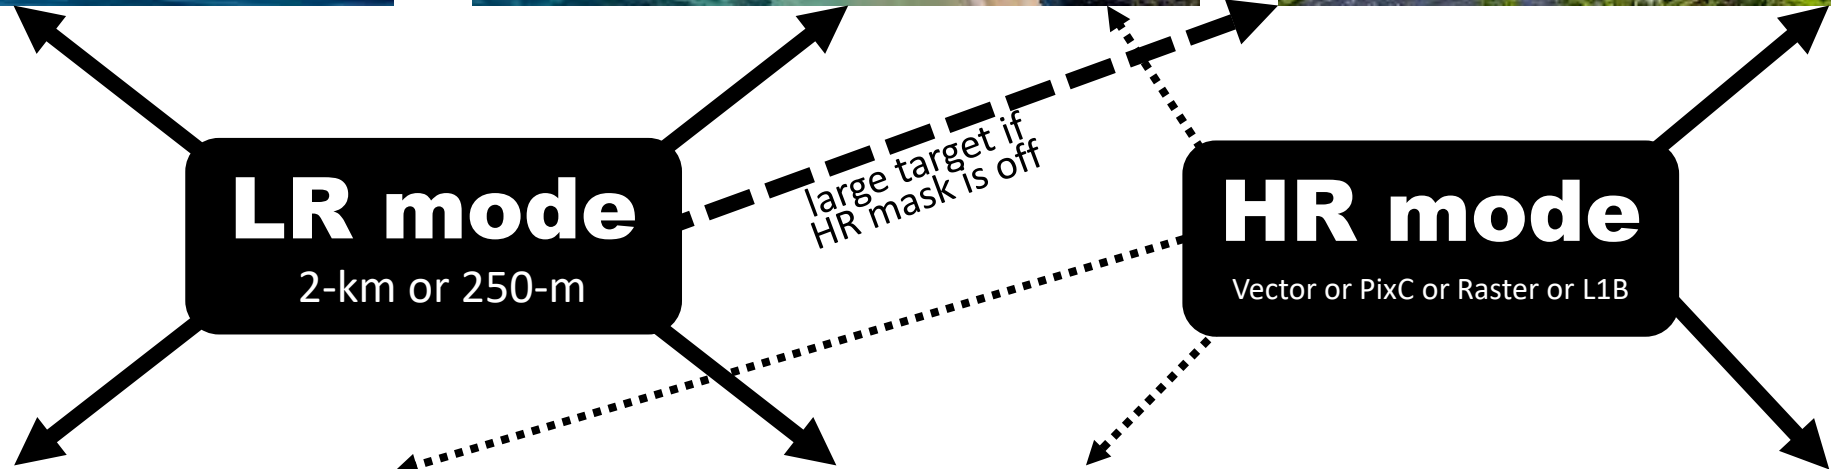 large target if
HR mask is off
LR mode
2-km or 250-m
HR mode
Vector or PixC or Raster or L1B